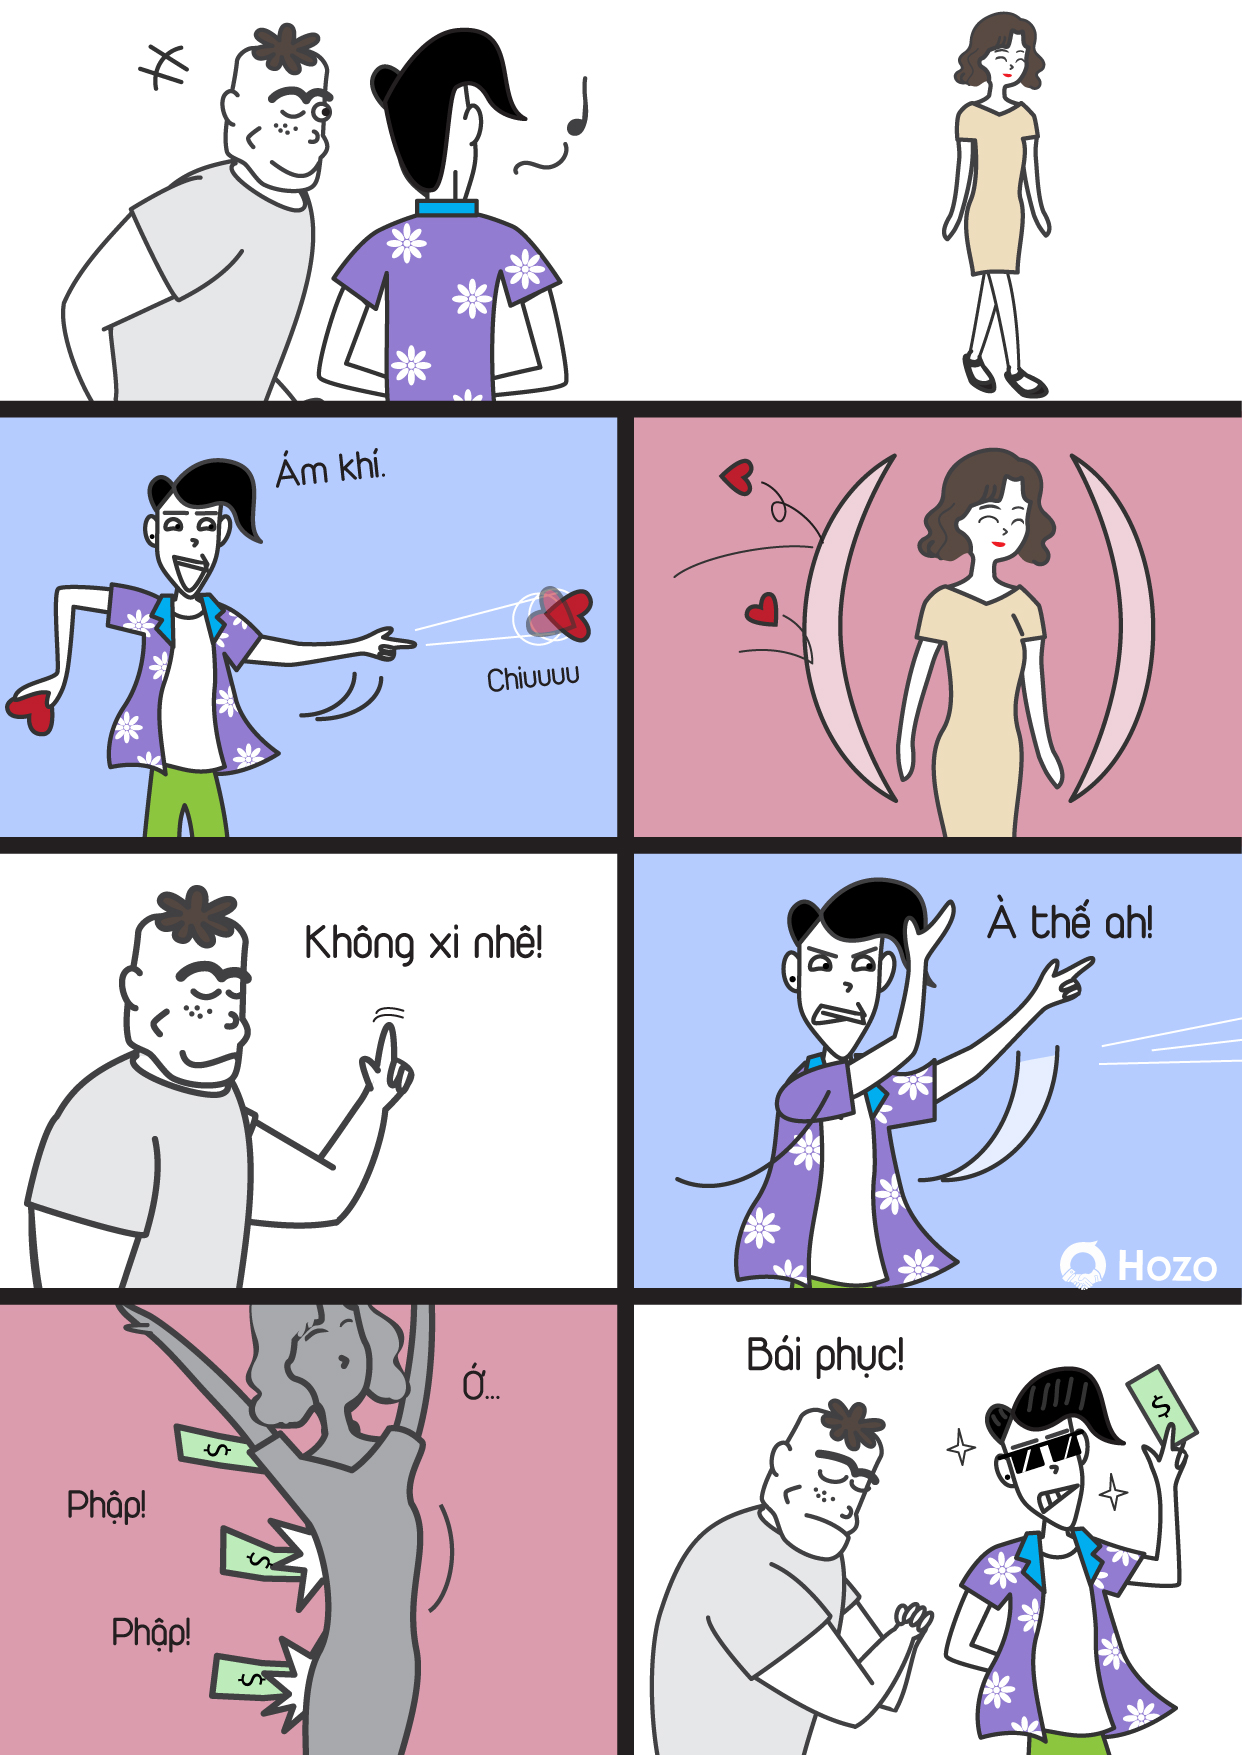 Ám khí.
Chiuuuu
Không xi nhê!
À thế ah!
Hozo
Ớ...
$
Phập!
$
Phập!
$
Bái phục!
$